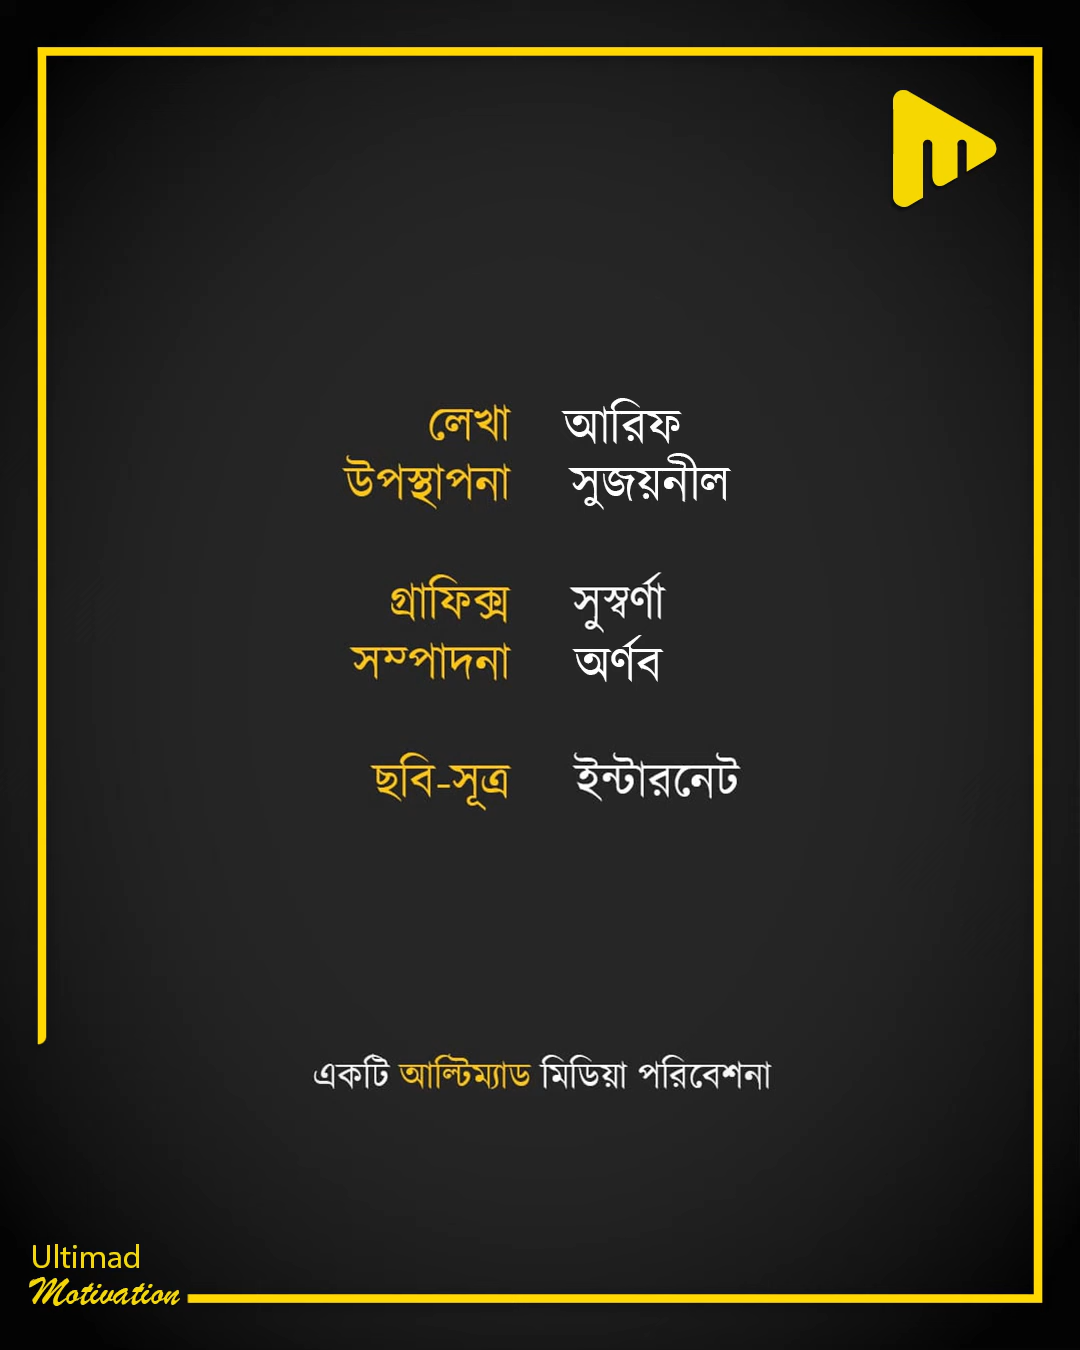 লেখা আরিফ
উপস্থাপনা সুজয়নীল
গ্রাফিক্স সুস্বর্ণা
সম্পাদনা অর্ণব
ছবি-সূত্র ইন্টারনেট
একটি আল্টিম্যাড মিডিয়া পরিবেশনা
Ultimad
Motivation